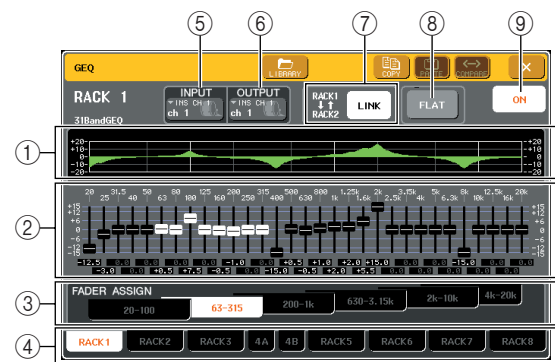 ⑤ ⑥ ⑦ ⑧ ⑨
GEQ LIBRARY COPY PASTE COMPARE ×
RACK 1
31BandGEQ
INPUT
INS CH 1
ch 1
OUTPUT
INS CH 1
ch 1
RACK1
RACK2
LINK
FLAT
ON
①
+20 +20
+10 +10
0 0
-10 -10
-20 -20
②
20 31.5 50 80 125 200 315 500 800 1.25k 2k 3.15k 5k 8k 12.5k 20k
25 40 63 100 160 250 400 630 1k 1.6k 2.5k 4k 6.3k 10k 16k
+15 +15
+12 +12
+6 +6
0 0
-6 -6
-12 -12
-15 -15
-12.5 -1.0 +0.5 +1.0 +2.0 +15.0 -15.0
-3.0 +0.5 +7.5 -0.5 -15.0 -0.5 +2.0 +5.5
③
FADER ASSIGN
20-100 63-315 200-1k 630-3.15k 2k-10k 4k-20k
④
RACK1 RACK2 RACK3 4A 4B RACK5 RACK6 RACK7 RACK8